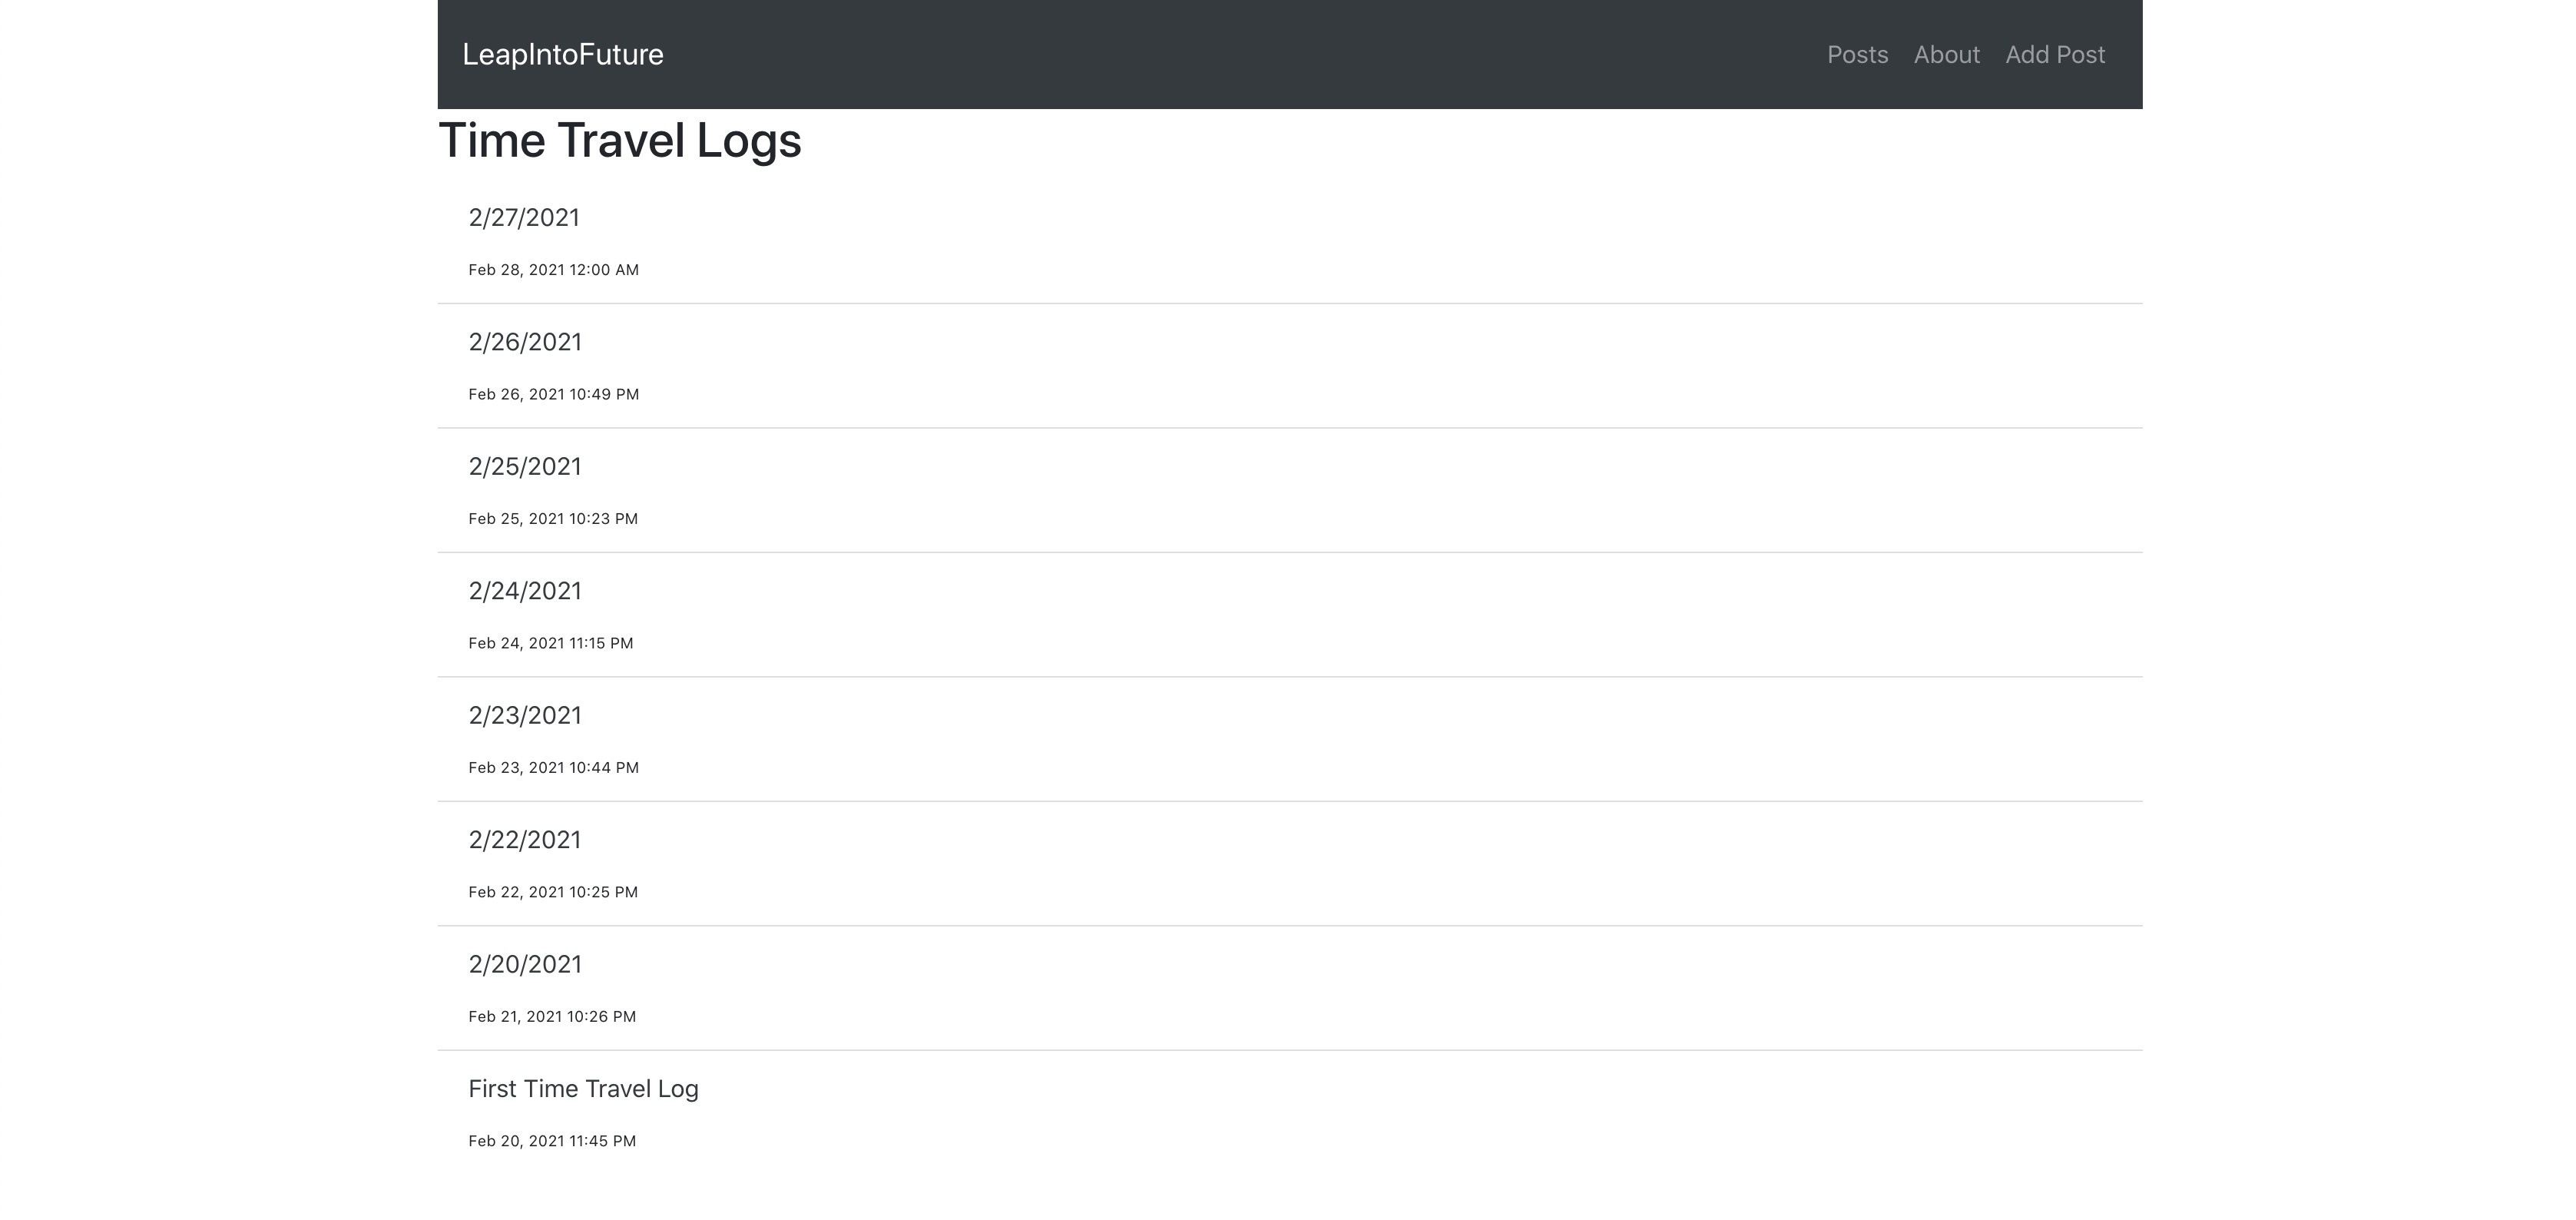 LeapIntoFuture Posts About Add Post
Time Travel Logs
2/27/2021
Feb 28, 2021 12:00 AM
2/26/2021
Feb 26, 2021 10:49 PM
2/25/2021
Feb 25, 2021 10:23 PM
2/24/2021
Feb 24, 2021 11:15 PM
2/23/2021
Feb 23, 2021 10:44 PM
2/22/2021
Feb 22, 2021 10:25 PM
2/20/2021
Feb 21, 2021 10:26 PM
First Time Travel Log
Feb 20, 2021 11:45 PM